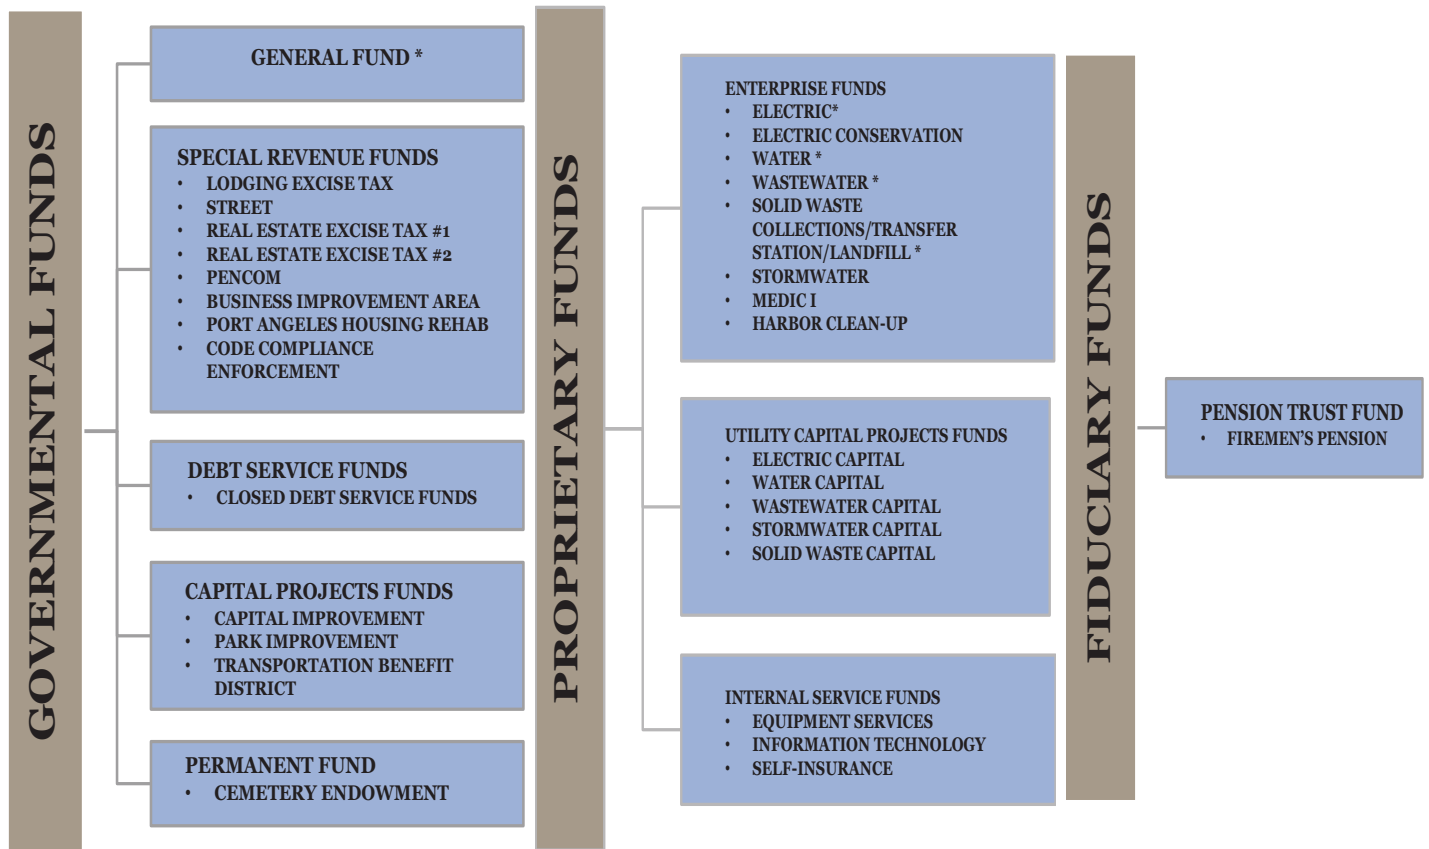 GOVERNMENTAL FUNDS
GENERAL FUND *
SPECIAL REVENUE FUNDS
• LODGING EXCISE TAX
• STREET
• REAL ESTATE EXCISE TAX #1
• REAL ESTATE EXCISE TAX #2
• PENCOM
• BUSINESS IMPROVEMENT AREA
• PORT ANGELES HOUSING REHAB
• CODE COMPLIANCE
ENFORCEMENT
DEBT SERVICE FUNDS
• CLOSED DEBT SERVICE FUNDS
CAPITAL PROJECTS FUNDS
• CAPITAL IMPROVEMENT
• PARK IMPROVEMENT
• TRANSPORTATION BENEFIT
DISTRICT
PERMANENT FUND
• CEMETERY ENDOWMENT
PROPRIETARY FUNDS
ENTERPRISE FUNDS
• ELECTRIC*
• ELECTRIC CONSERVATION
• WATER *
• WASTEWATER *
• SOLID WASTE
COLLECTIONS/TRANSFER
STATION/LANDFILL *
• STORMWATER
• MEDIC I
• HARBOR CLEAN-UP
UTILITY CAPITAL PROJECTS FUNDS
• ELECTRIC CAPITAL
• WATER CAPITAL
• WASTEWATER CAPITAL
• STORMWATER CAPITAL
• SOLID WASTE CAPITAL
INTERNAL SERVICE FUNDS
• EQUIPMENT SERVICES
• INFORMATION TECHNOLOGY
• SELF-INSURANCE
FIDUCIARY FUNDS
PENSION TRUST FUND
• FIREMEN’S PENSION